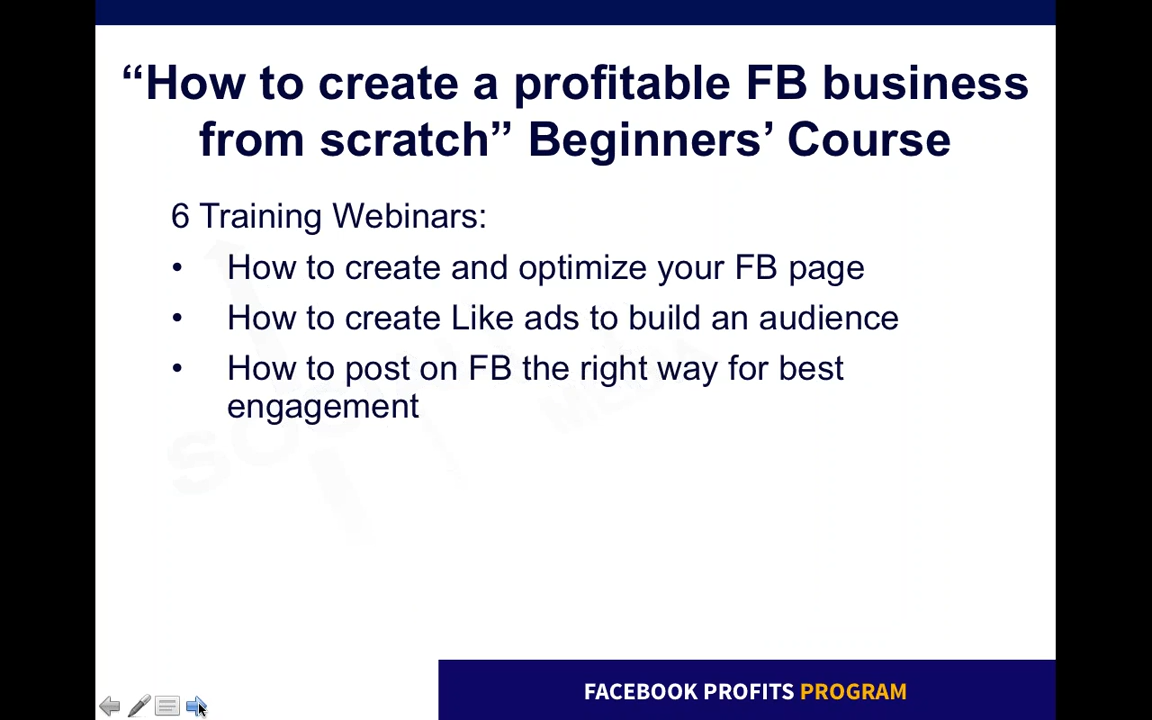 “How to create a profitable FB business
from scratch” Beginners’ Course
6 Training Webinars:
• How to create and optimize your FB page
• How to create Like ads to build an audience
• How to post on FB the right way for best
engagement
FACEBOOK PROFITS PROGRAM